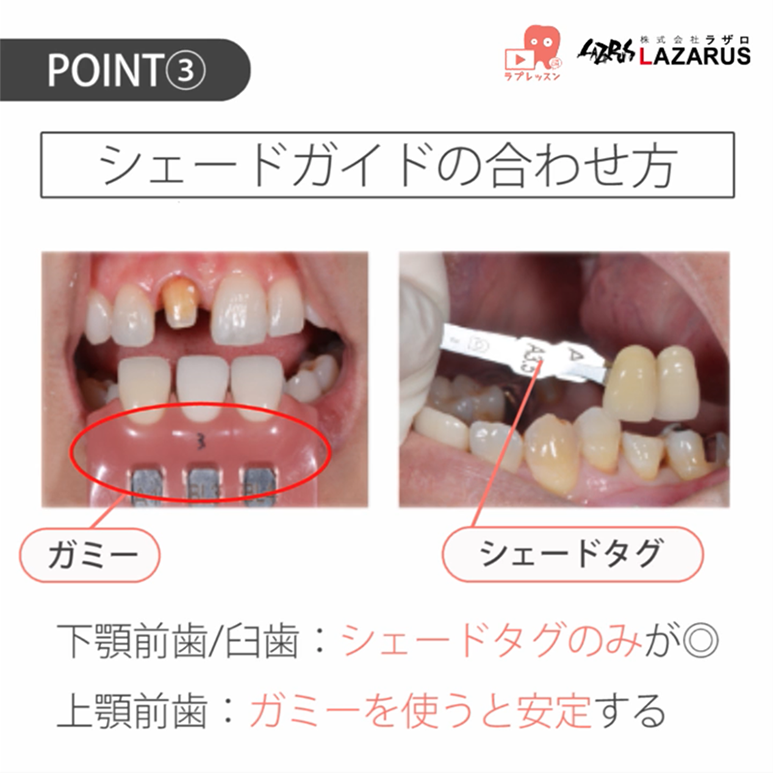 POINT③
ラプレッスン
LAZARUS
株式会社ラザロ
LAZARUS
シェードガイドの合わせ方
3
A3.5
A
ガミー
シェードタグ
下顎前歯/臼歯：シェードタグのみが◎
上顎前歯：ガミーを使うと安定する